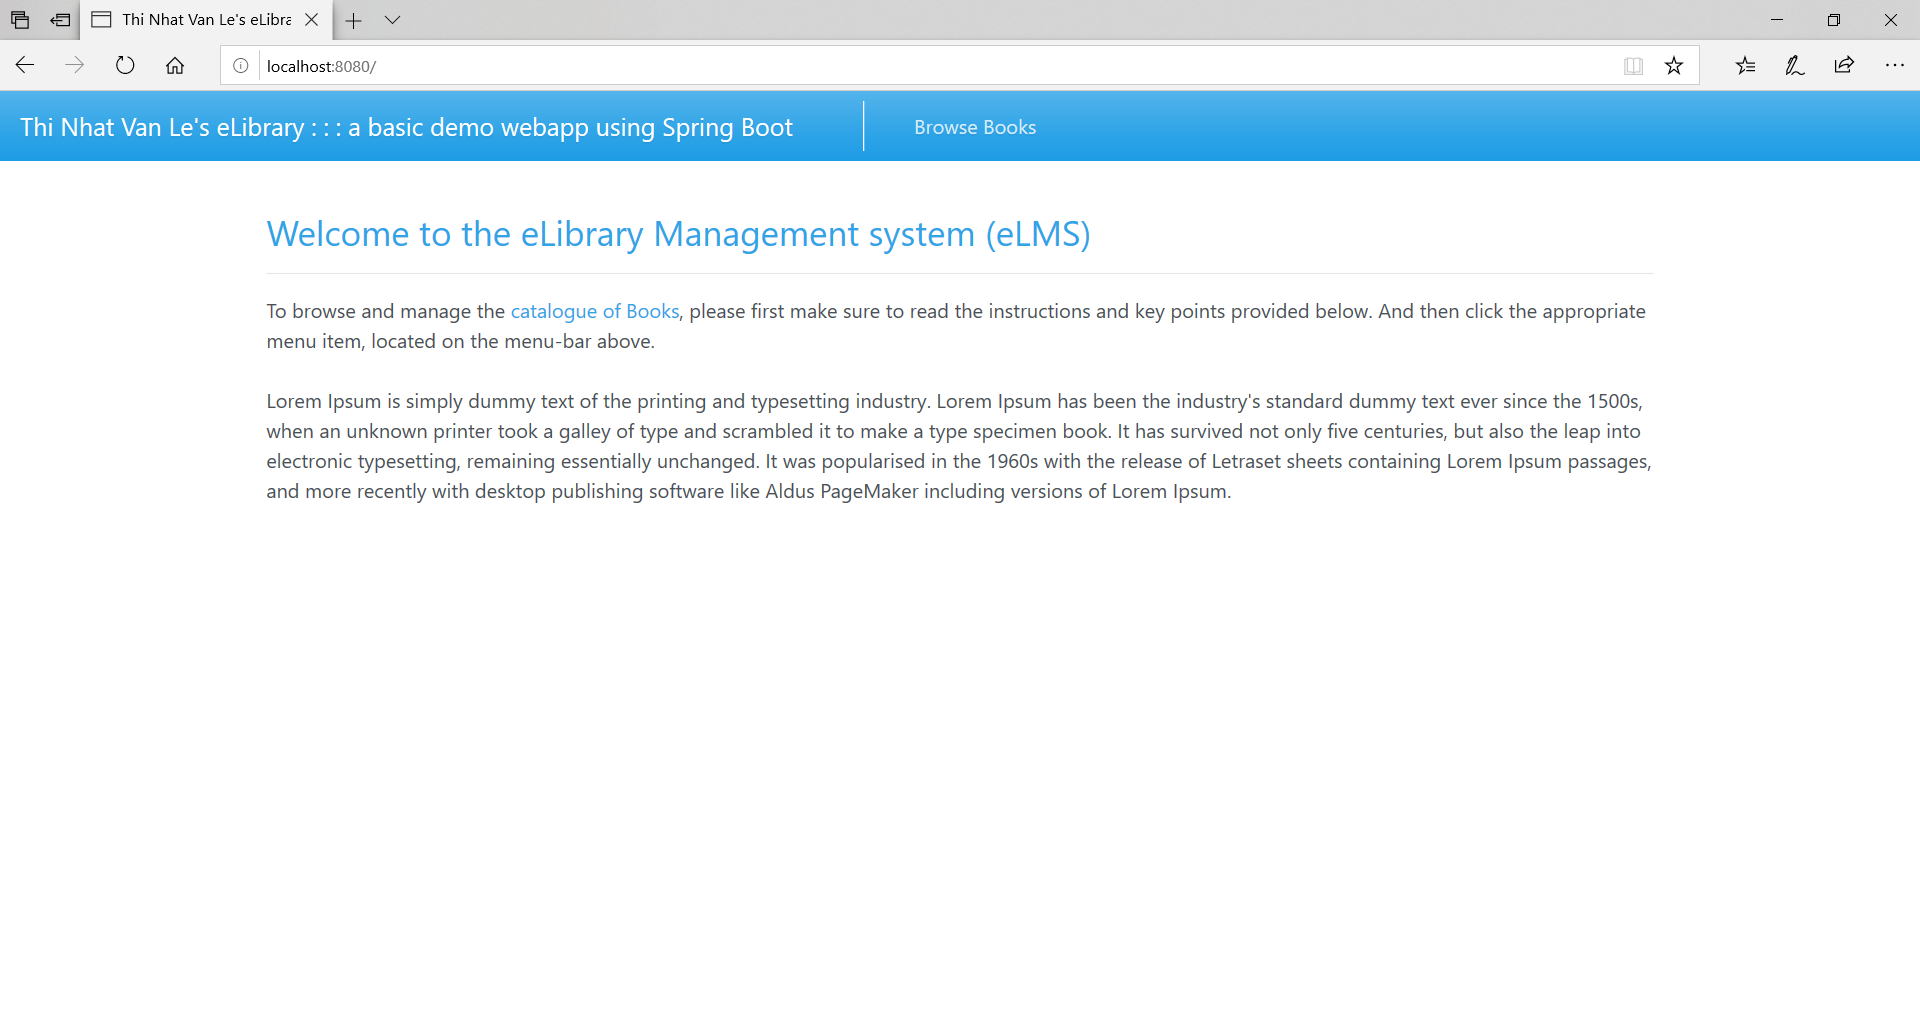 Thi Nhat Van Le's eLibra
localhost:8080/
Thi Nhat Van Le's eLibrary : : : a basic demo webapp using Spring Boot
Browse Books
Welcome to the eLibrary Management system (eLMS)
To browse and manage the catalogue of Books, please first make sure to read the instructions and key points provided below. And then click the appropriate
menu item, located on the menu-bar above.
Lorem Ipsum is simply dummy text of the printing and typesetting industry. Lorem Ipsum has been the industry's standard dummy text ever since the 1500s,
when an unknown printer took a galley of type and scrambled it to make a type specimen book. It has survived not only five centuries, but also the leap into
electronic typesetting, remaining essentially unchanged. It was popularised in the 1960s with the release of Letraset sheets containing Lorem Ipsum passages,
and more recently with desktop publishing software like Aldus PageMaker including versions of Lorem Ipsum.